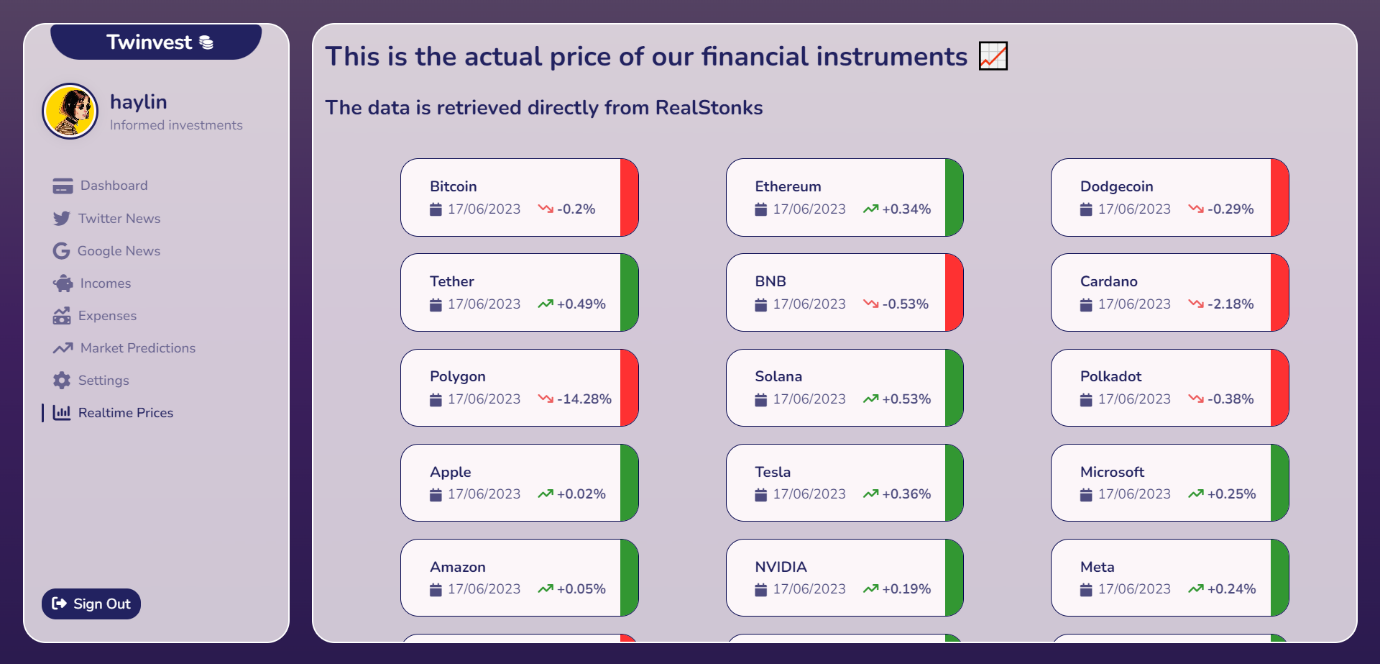 Twinvest
haylin
Informed investments
Dashboard
Twitter News
Google News
Incomes
Expenses
Market Predictions
Settings
Realtime Prices
Sign Out
This is the actual price of our financial instruments
The data is retrieved directly from RealStonks
Bitcoin
17/06/2023 -0.2%
Ethereum
17/06/2023 +0.34%
Dodgecoin
17/06/2023 -0.29%
Tether
17/06/2023 +0.49%
BNB
17/06/2023 -0.53%
Cardano
17/06/2023 -2.18%
Polygon
17/06/2023 -14.28%
Solana
17/06/2023 +0.53%
Polkadot
17/06/2023 -0.38%
Apple
17/06/2023 +0.02%
Tesla
17/06/2023 +0.36%
Microsoft
17/06/2023 +0.25%
Amazon
17/06/2023 +0.05%
NVIDIA
17/06/2023 +0.19%
Meta
17/06/2023 +0.24%